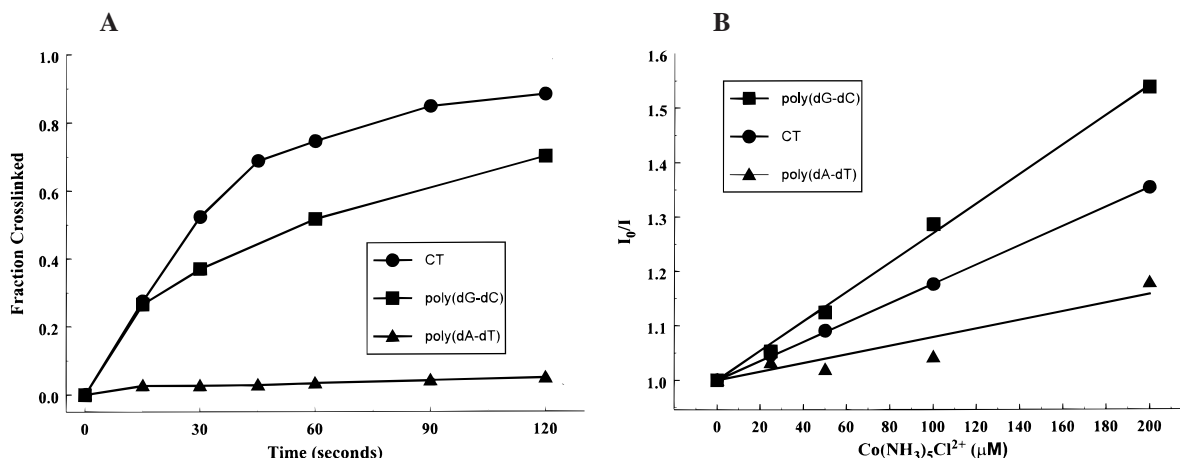 A
Fraction Crosslinked
1.0
0.8
0.6
0.4
0.2
0.0
CT
poly(dG-dC)
poly(dA-dT)
0 30 60 90 120
Time (seconds)
B
I0/I
1.6
1.5
1.4
1.3
1.2
1.1
1.0
poly(dG-dC)
CT
poly(dA-dT)
0 20 40 60 80 100 120 140 160 180 200
Co(NH3)5Cl2+ (μM)